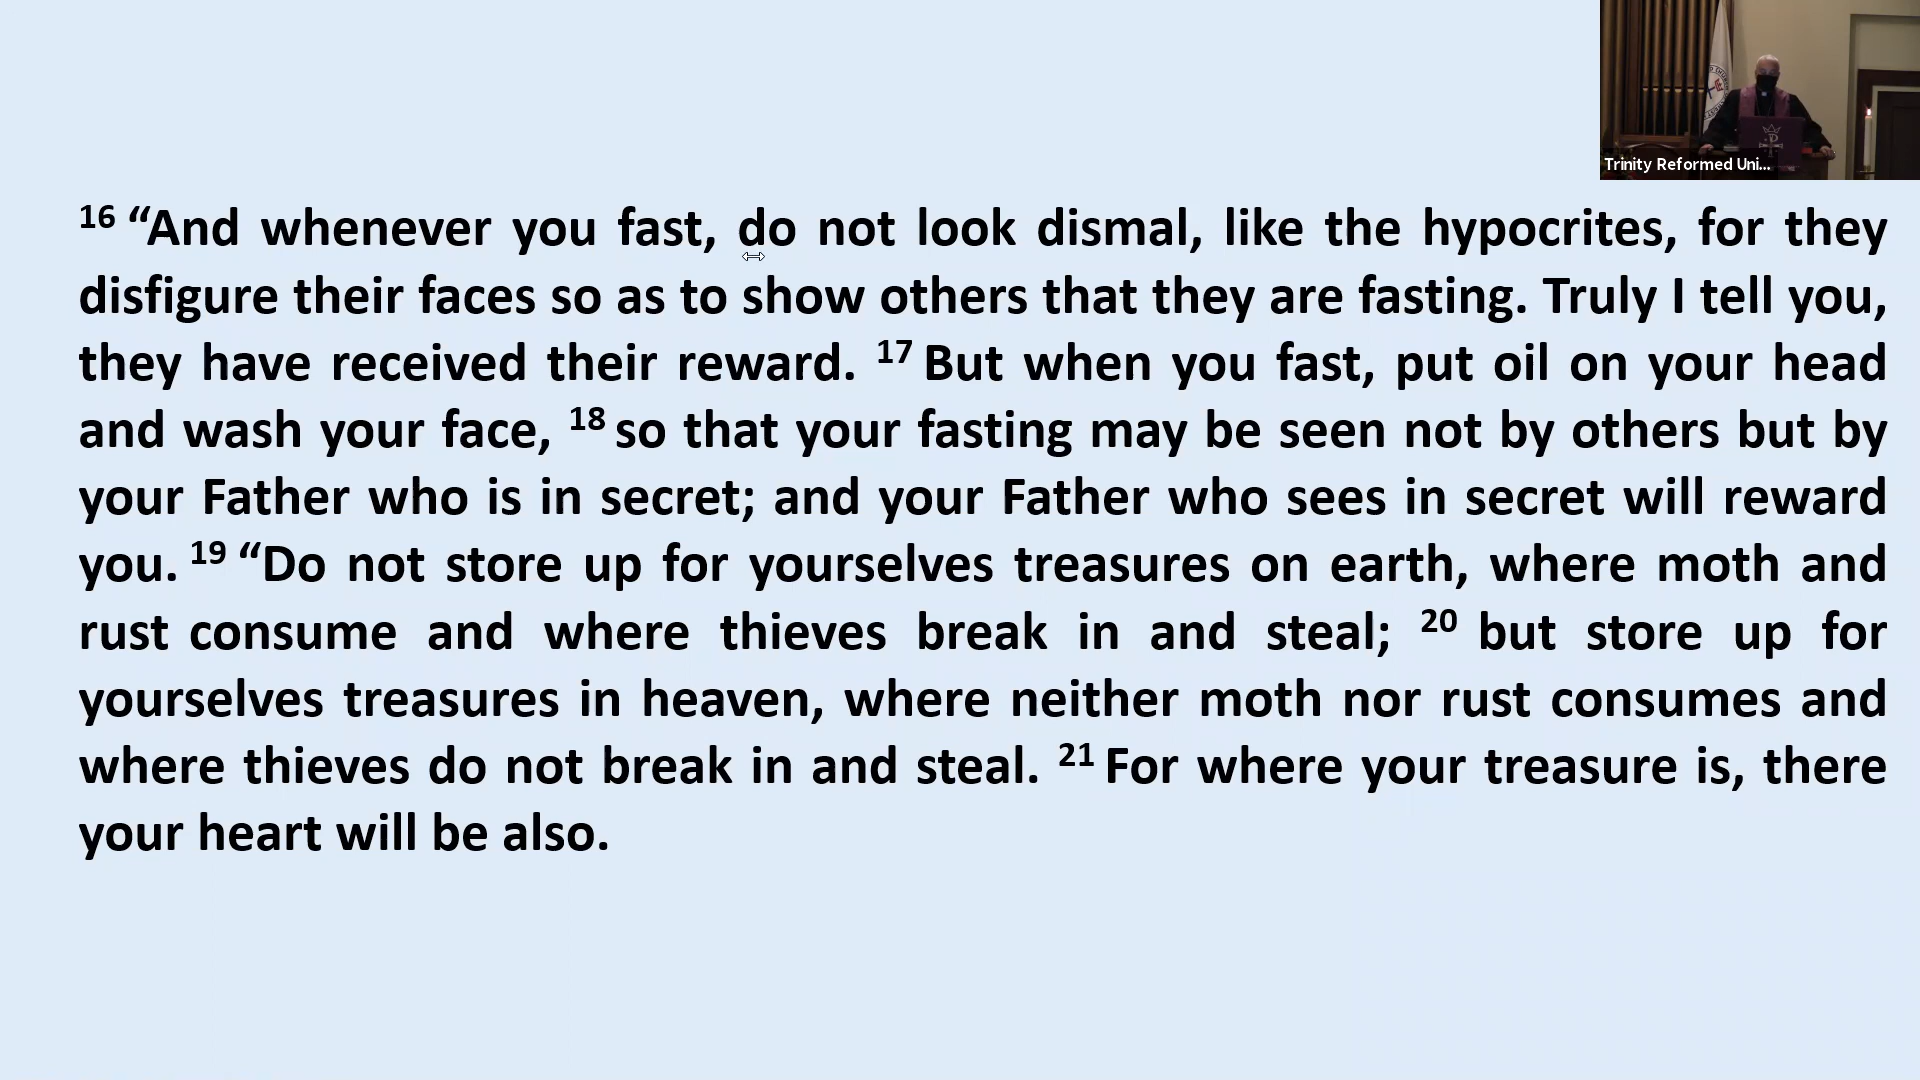 Trinity Reformed Uni...
16 “And whenever you fast, do not look dismal, like the hypocrites, for they
disfigure their faces so as to show others that they are fasting. Truly I tell you,
they have received their reward. 17 But when you fast, put oil on your head
and wash your face, 18 so that your fasting may be seen not by others but by
your Father who is in secret; and your Father who sees in secret will reward
you. 19 “Do not store up for yourselves treasures on earth, where moth and
rust consume and where thieves break in and steal; 20 but store up for
yourselves treasures in heaven, where neither moth nor rust consumes and
where thieves do not break in and steal. 21 For where your treasure is, there
your heart will be also.